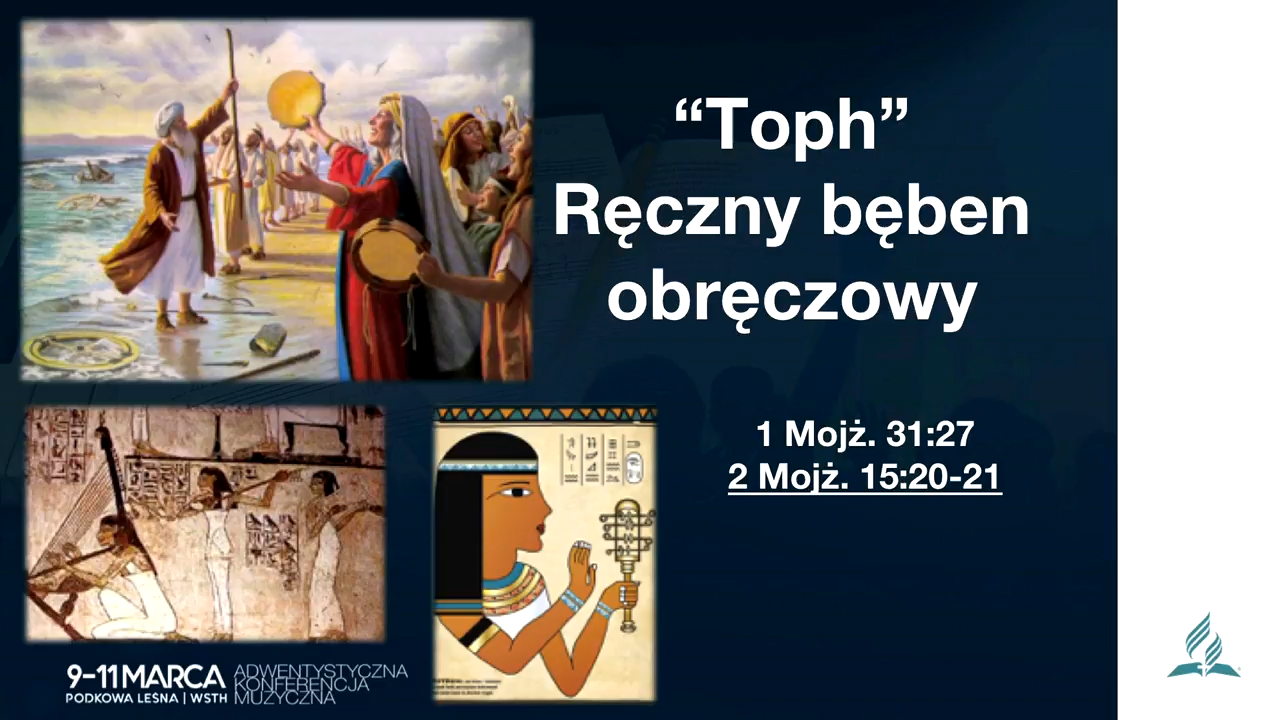 “Toph”
Ręczny bęben
obręczowy
1 Mojż. 31:27
2 Mojż. 15:20-21
9-11 MARCA
PODKOWA LEŚNA | WSTH
ADWENTYSTYCZNA
KONFERENCJA
MUZYCZNA